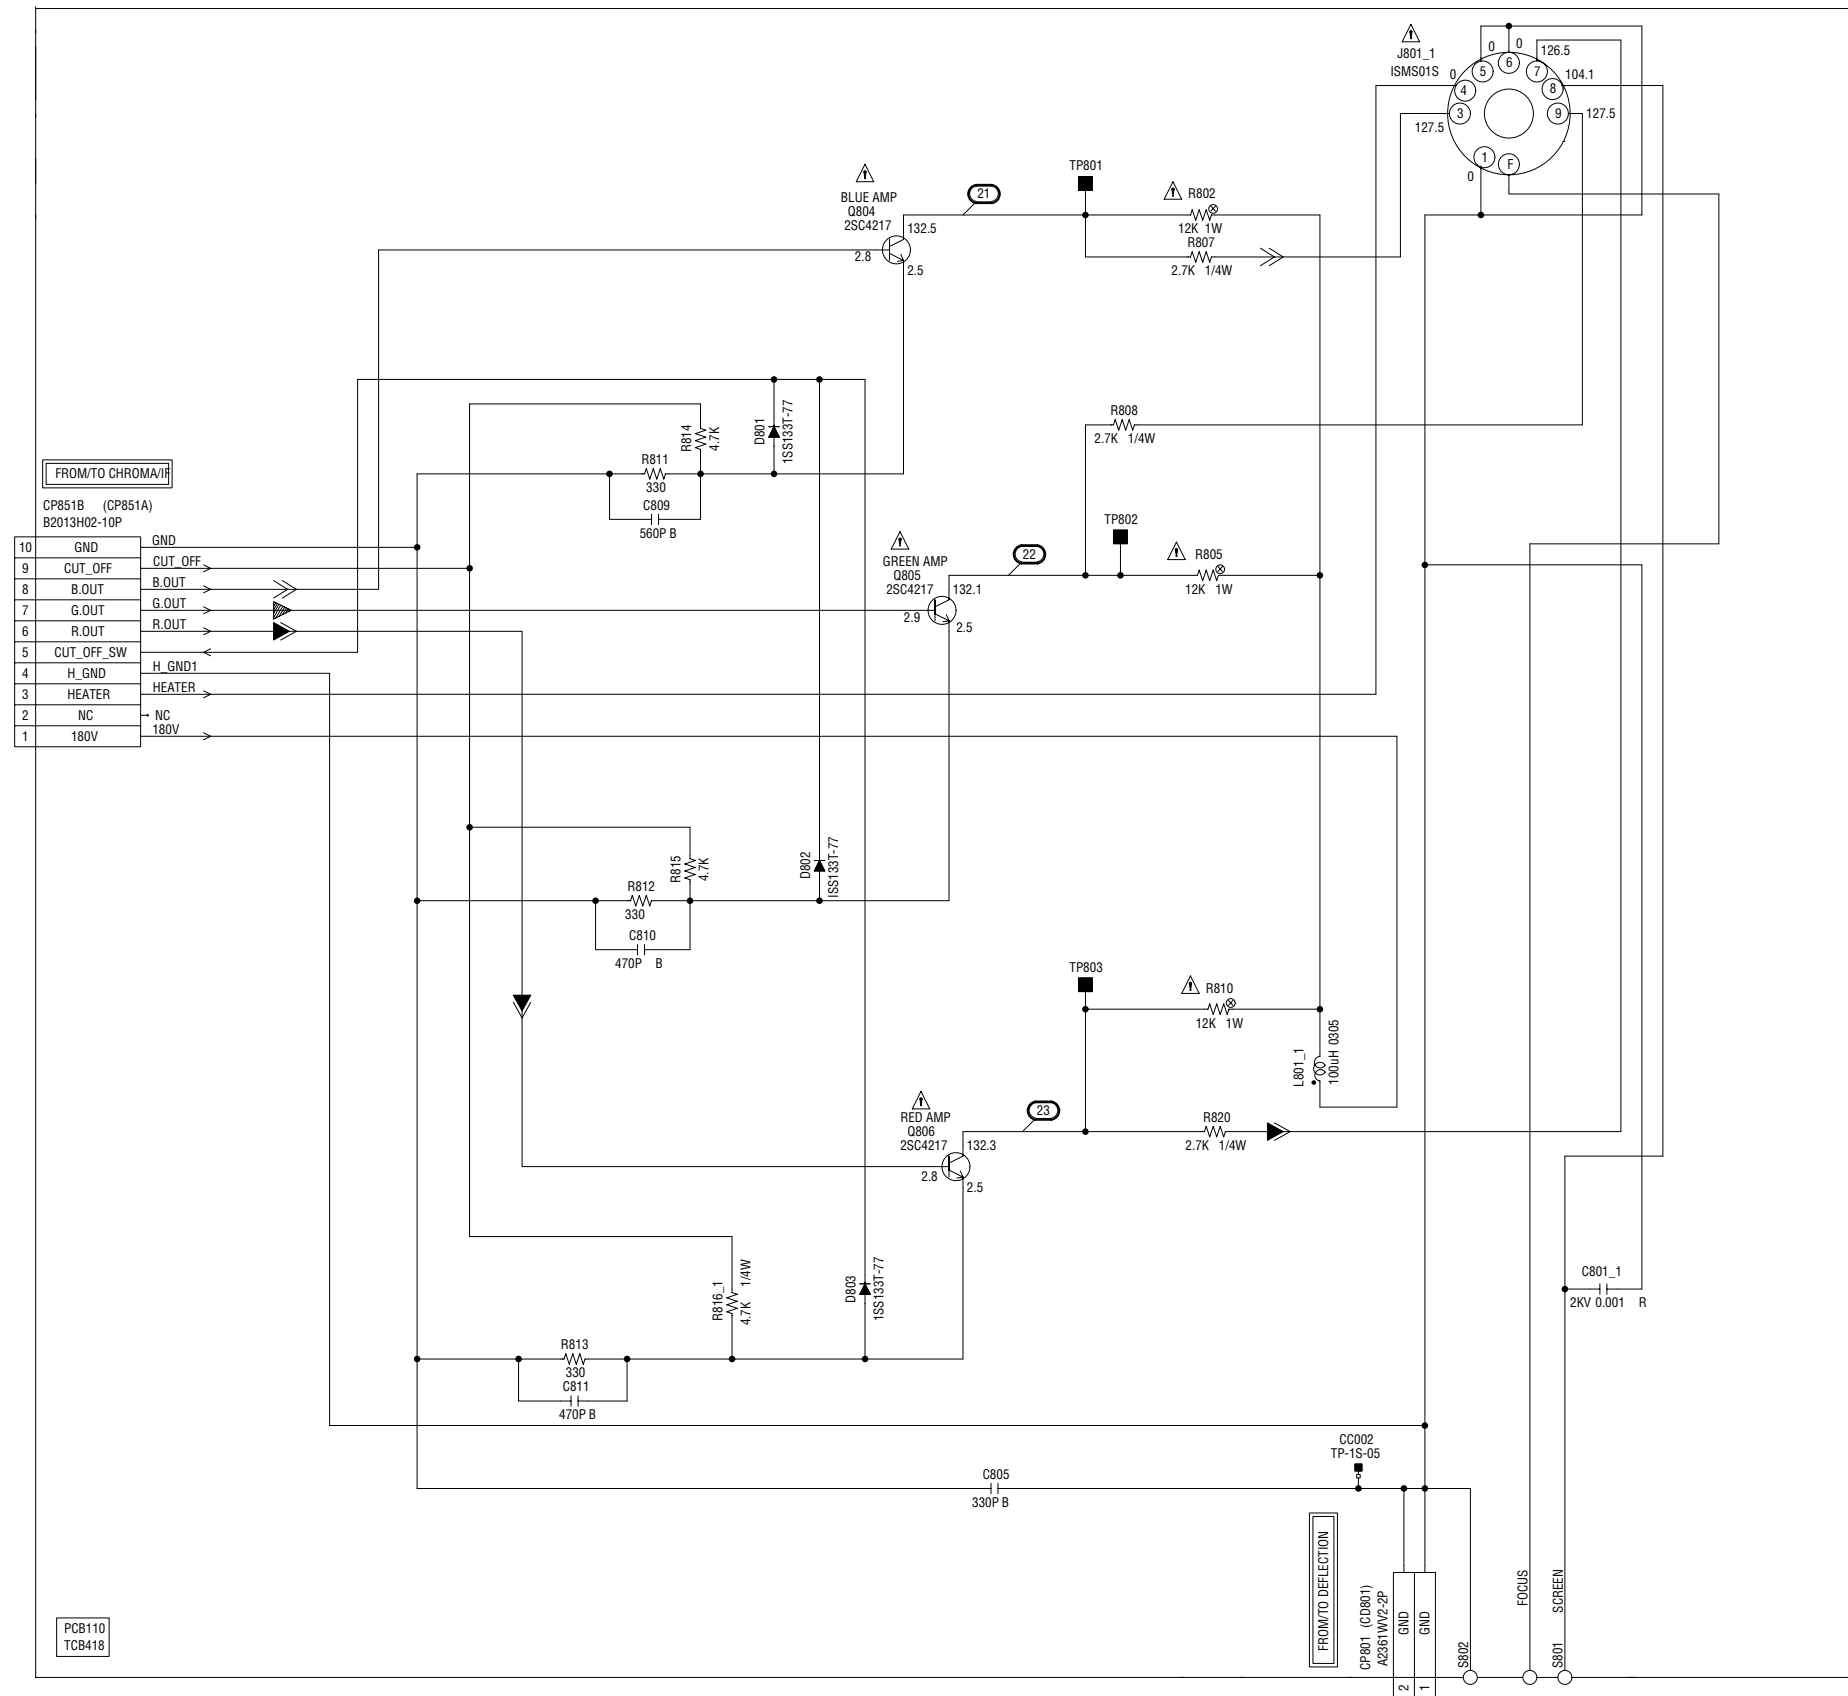 J801_1
ISMS01S
0
0
0
126.5
104.1
127.5
127.5
0
5
6
7
4
8
3
9
1
F
BLUE AMP
Q804
2SC4217
132.5
2.8
2.5
21
TP801
R802
12K 1W
R807
2.7K 1/4W
R814
4.7K
D801
1SS133T-77
R811
330
C809
560P B
R808
2.7K 1/4W
TP802
FROM/TO CHROMA/IF
CP851B (CP851A)
B2013H02-10P
10 GND GND
9 CUT_OFF CUT_OFF
8 B.OUT B.OUT
7 G.OUT G.OUT
6 R.OUT R.OUT
5 CUT_OFF_SW
4 H_GND H_GND1
3 HEATER HEATER
2 NC NC
1 180V 180V
GREEN AMP
Q805
2SC4217
132.1
2.9
2.5
22
R805
12K 1W
R815
4.7K
D802
ISS133T-77
R812
330
C810
470P B
TP803
R810
12K 1W
L801_1
100uH 0305
RED AMP
Q806
2SC4217
132.3
2.8
2.5
23
R820
2.7K 1/4W
R816_1
4.7K 1/4W
D803
1SS133T-77
R813
330
C811
470P B
C801_1
2KV 0.001 R
CC002
TP-1S-05
C805
330P B
FROM/TO DEFLECTION
CP801 (CD801)
A2361WV2-2P
2 GND
1 GND
S802
FOCUS
SCREEN
S801
PCB110
TCB418